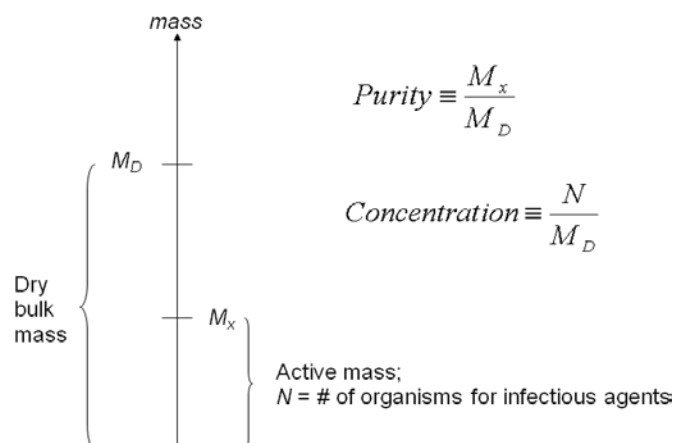 mass
Purity ≡ M_x / M_D
M_D
Concentration ≡ N / M_D
Dry
bulk
mass
M_x
Active mass;
N = # of organisms for infectious agents